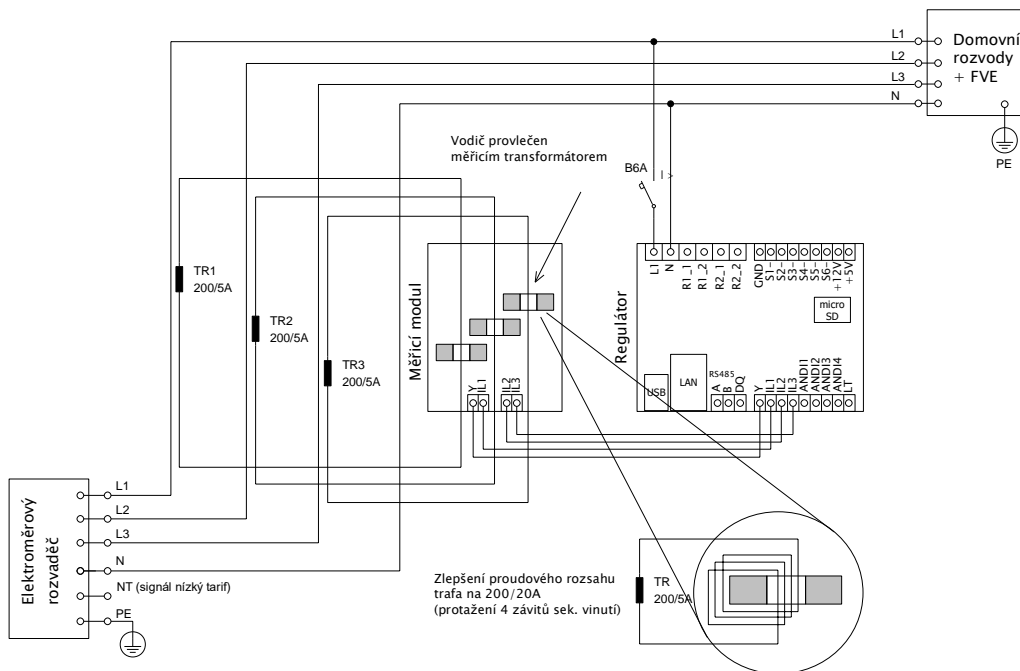 L1
L2
L3
N
Domovní
rozvody
+ FVE
PE
Vodič provlečen
měřicím transformátorem
B6A
I >
TR1
200/5A
TR2
200/5A
TR3
200/5A
Měřicí modul
Y
IL1
IL2
IL3
Regulátor
L1
N
R1_1
R1_2
R2_1
R2_2
GND
S1-
S2-
S3-
S4-
S5-
S6-
+12V
+5V
micro
SD
USB
LAN
RS485
A
B
DQ
Y
IL1
IL2
IL3
ANDI1
ANDI2
ANDI3
ANDI4
LT
Elektroměrový
rozvaděč
L1
L2
L3
N
NT (signál nízký tarif)
PE
Zlepšení proudového rozsahu
trafa na 200/20A
(protažení 4 závitů sek. vinutí)
TR
200/5A